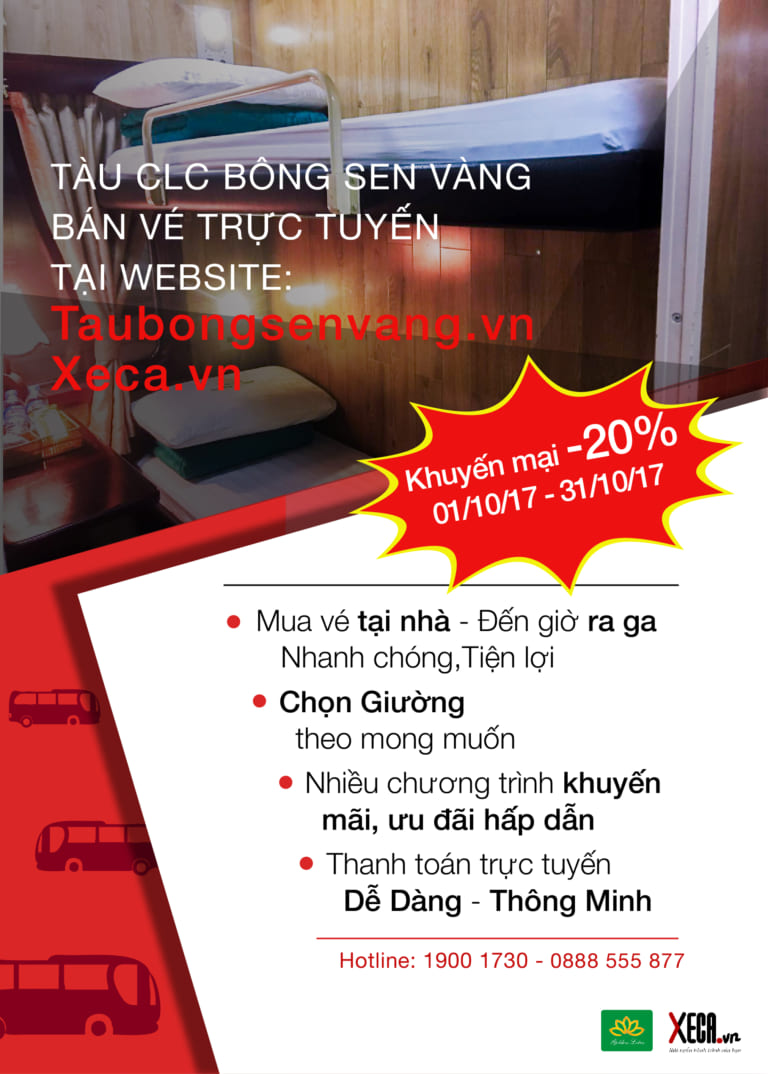 TÀU CLC BÔNG SEN VÀNG
BÁN VÉ TRỰC TUYẾN
TẠI WEBSITE:
Taubongsenvang.vn
Xeca.vn
Khuyến mại -20%
01/10/17 - 31/10/17
Mua vé tại nhà - Đến giờ ra ga
Nhanh chóng,Tiện lợi
Chọn Giường
theo mong muốn
Nhiều chương trình khuyến
mãi, ưu đãi hấp dẫn
Thanh toán trực tuyến
Dễ Dàng - Thông Minh
Hotline: 1900 1730 - 0888 555 877
Golden Lotus
XECA.vn